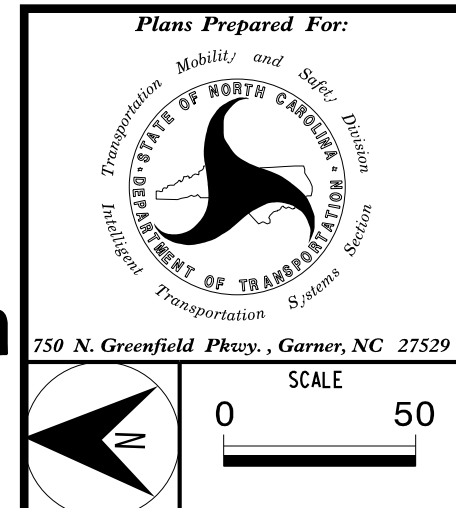 Plans Prepared For:
Transportation Mobility and Safety Division
STATE OF NORTH CAROLINA
DEPARTMENT OF TRANSPORTATION
Intelligent Transportation Systems Section
750 N. Greenfield Pkwy. , Garner, NC 27529
SCALE
0 50
N